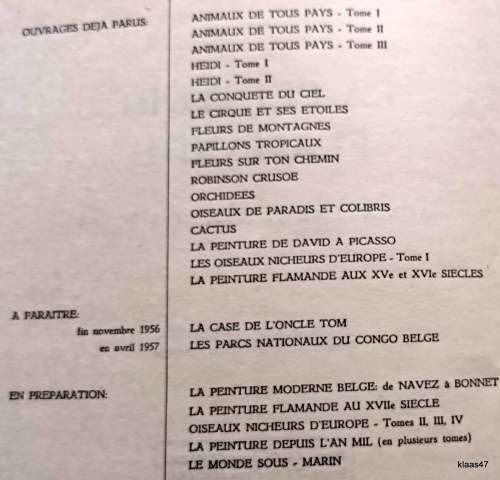 OUVRAGES DEJA PARUS: ANIMAUX DE TOUS PAYS - Tome I
ANIMAUX DE TOUS PAYS - Tome II
ANIMAUX DE TOUS PAYS - Tome III
HEIDI - Tome I
HEIDI - Tome II
LA CONQUETE DU CIEL
LE CIRQUE ET SES ETOILES
FLEURS DE MONTAGNES
PAPILLONS TROPICAUX
FLEURS SUR TON CHEMIN
ROBINSON CRUSOE
ORCHIDEES
OISEAUX DE PARADIS ET COLIBRIS
CACTUS
LA PEINTURE DE DAVID A PICASSO
LES OISEAUX NICHEURS D'EUROPE - Tome I
LA PEINTURE FLAMANDE AUX XVe et XVIe SIECLES
A PARAITRE:
fin novembre 1956 LA CASE DE L'ONCLE TOM
en avril 1957 LES PARCS NATIONAUX DU CONGO BELGE
EN PREPARATION: LA PEINTURE MODERNE BELGE: de NAVEZ à BONNET
LA PEINTURE FLAMANDE AU XVIIe SIECLE
OISEAUX NICHEURS D'EUROPE - Tomes II, III, IV
LA PEINTURE DEPUIS L'AN MIL (en plusieurs tomes)
LE MONDE SOUS - MARIN
klaas47